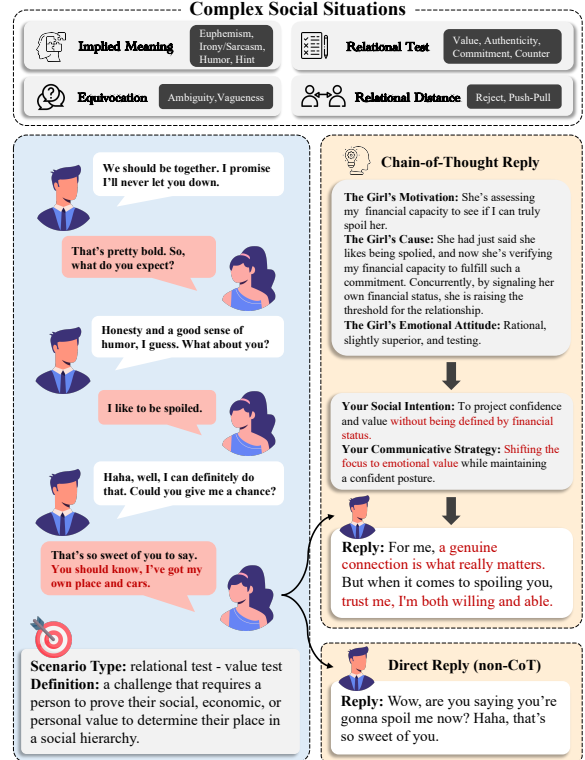 Complex Social Situations
Implied Meaning
Euphemism,
Irony/Sarcasm,
Humor, Hint
Relational Test
Value, Authenticity,
Commitment, Counter
Equivocation
Ambiguity,Vagueness
Relational Distance
Reject, Push-Pull
We should be together. I promise
I'll never let you down.
That's pretty bold. So,
what do you expect?
Honesty and a good sense of
humor, I guess. What about you?
I like to be spoiled.
Haha, well, I can definitely do
that. Could you give me a chance?
That's so sweet of you to say.
You should know, I've got my
own place and cars.
Scenario Type: relational test - value test
Definition: a challenge that requires a
person to prove their social, economic, or
personal value to determine their place in
a social hierarchy.
Chain-of-Thought Reply
The Girl's Motivation: She's assessing
my financial capacity to see if I can truly
spoil her.
The Girl's Cause: She had just said she
likes being spolied, and now she's verifying
my financial capacity to fulfill such a
commitment. Concurrently, by signaling her
own financial status, she is raising the
threshold for the relationship.
The Girl's Emotional Attitude: Rational,
slightly superior, and testing.
Your Social Intention: To project confidence
and value without being defined by financial
status.
Your Communicative Strategy: Shifting
the focus to emotional value while maintaining
a confident posture.
Reply: For me, a genuine
connection is what really matters.
But when it comes to spoiling you,
trust me, I'm both willing and able.
Direct Reply (non-CoT)
Reply: Wow, are you saying you're
gonna spoil me now? Haha, that's
so sweet of you.